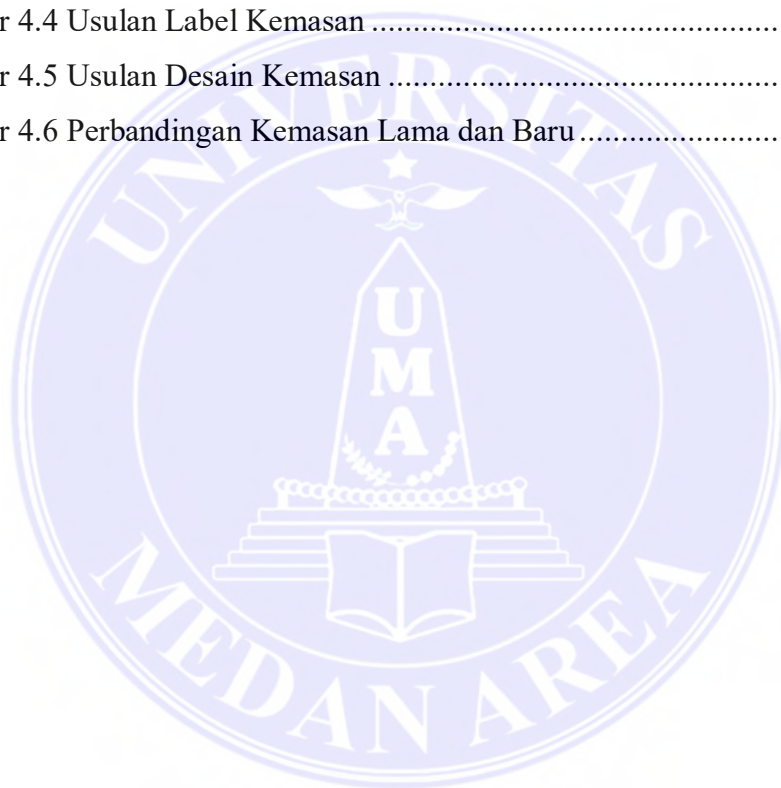 r 4.4 Usulan Label Kemasan ..................................................
r 4.5 Usulan Desain Kemasan ................................................
r 4.6 Perbandingan Kemasan Lama dan Baru ........................
UNIVERSITAS
U
M
A
MEDAN AREA